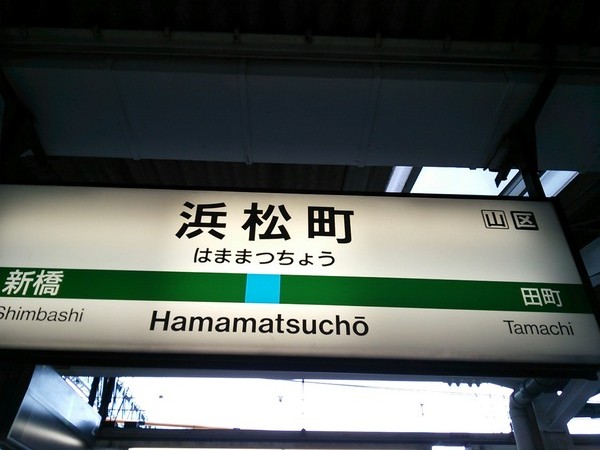 浜松町
山区
はままつちょう
新橋
田町
Shimbashi
Hamamatsuchō
Tamachi